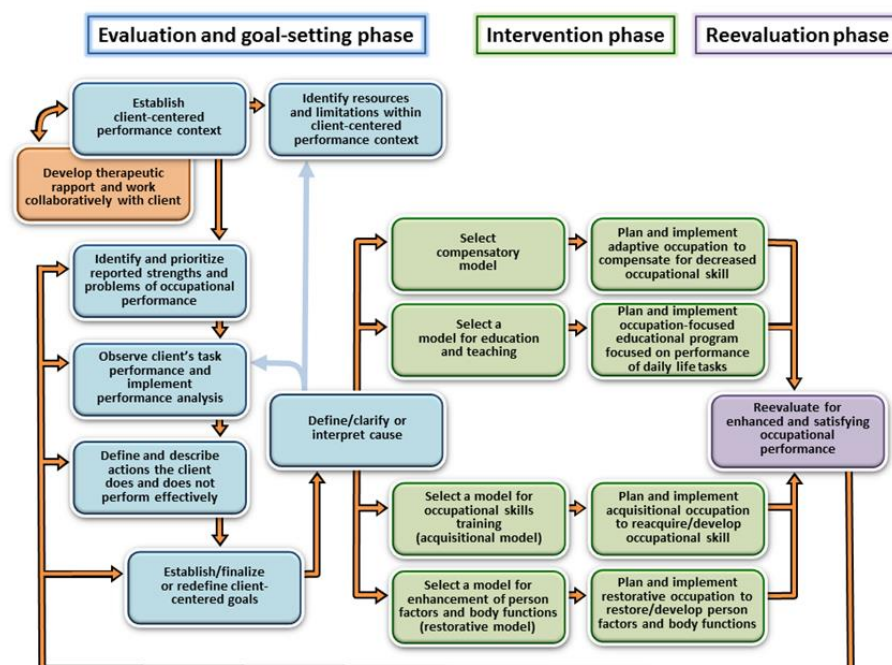 Evaluation and goal-setting phase
Intervention phase
Reevaluation phase
Establish
client-centered
performance context
Identify resources
and limitations within
client-centered
performance context
Develop therapeutic
rapport and work
collaboratively with client
Identify and prioritize
reported strengths and
problems of occupational
performance
Observe client's task
performance and
implement
performance analysis
Define and describe
actions the client
does and does not
perform effectively
Establish/finalize
or redefine client-
centered goals
Define/clarify or
interpret cause
Select
compensatory
model
Plan and implement
adaptive occupation to
compensate for decreased
occupational skill
Select a
model for education
and teaching
Plan and implement
occupation-focused
educational program
focused on performance
of daily life tasks
Select a model for
occupational skills
training
(acquisitional model)
Plan and implement
acquisitional occupation
to reacquire/develop
occupational skill
Select a model for
enhancement of person
factors and body functions
(restorative model)
Plan and implement
restorative occupation to
restore/develop person
factors and body functions
Reevaluate for
enhanced and satisfying
occupational
performance